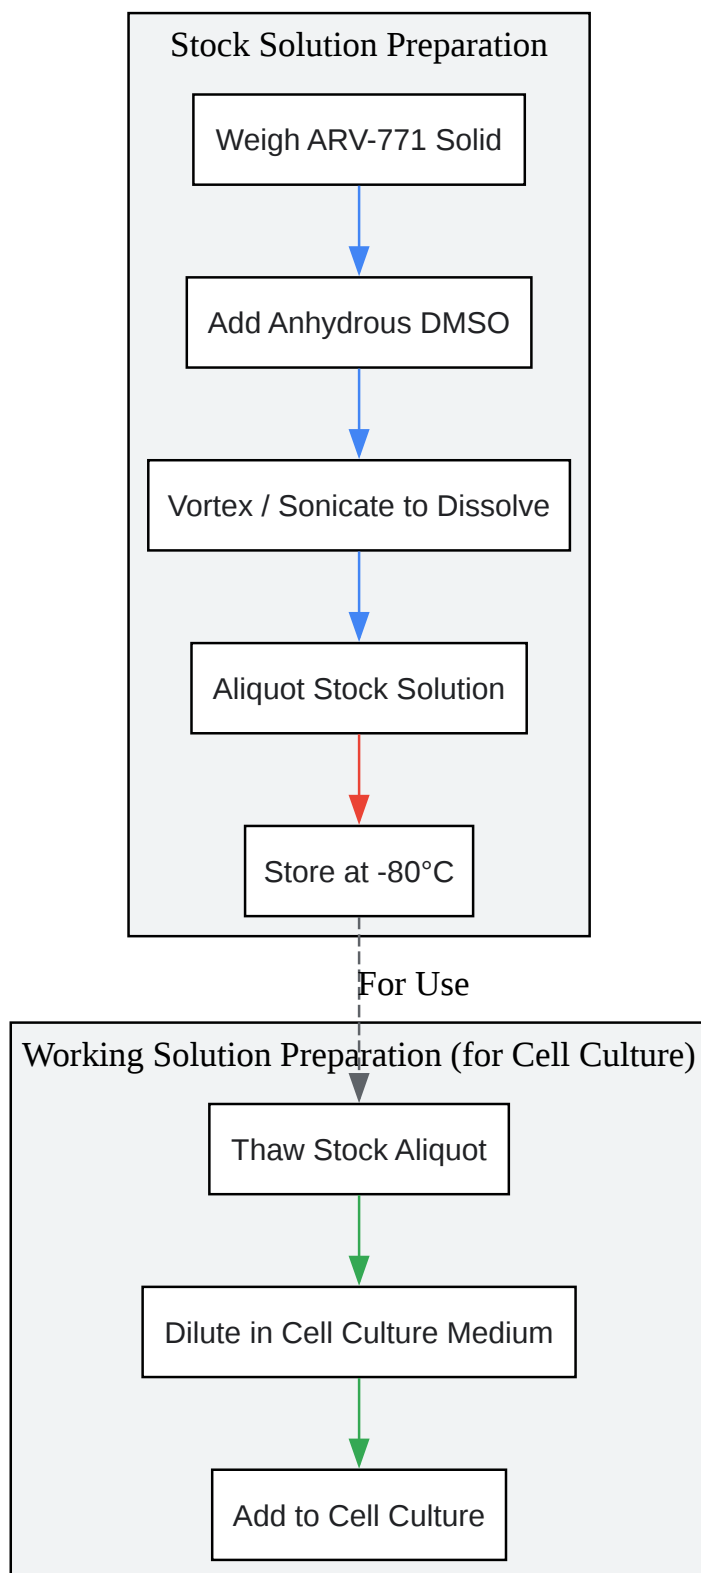 Stock Solution Preparation
Weigh ARV-771 Solid
Add Anhydrous DMSO
Vortex / Sonicate to Dissolve
Aliquot Stock Solution
Store at -80°C
For Use
Working Solution Preparation (for Cell Culture)
Thaw Stock Aliquot
Dilute in Cell Culture Medium
Add to Cell Culture